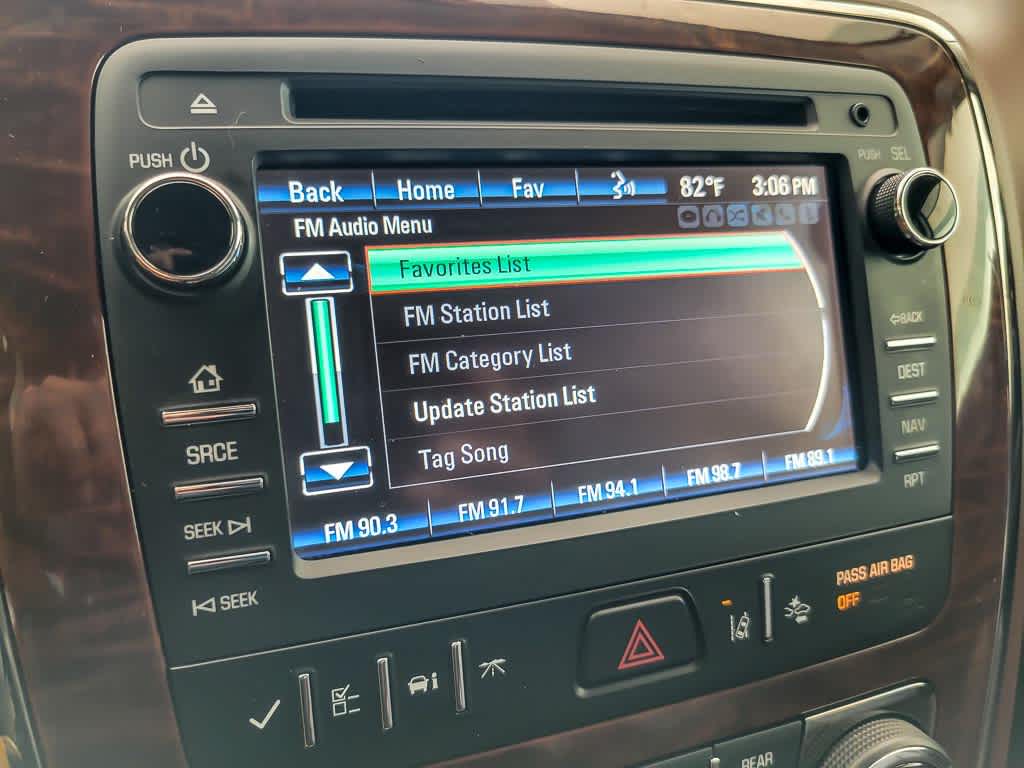 PUSH
PUSH SEL
Back Home Fav 82°F 3:06 PM
FM Audio Menu
Favorites List
FM Station List
FM Category List
Update Station List
Tag Song
FM 90.3 FM 91.7 FM 94.1 FM 98.7 FM 89.1
SRCE
SEEK
SEEK
BACK
DEST
NAV
RPT
PASS AIR BAG
OFF
REAR